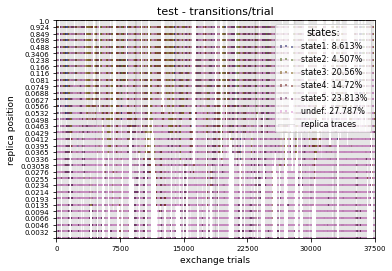 test - transitions/trial
replica position
1.0
0.924
0.849
0.698
0.488
0.3406
0.238
0.166
0.116
0.081
0.0749
0.0688
0.0627
0.0566
0.0532
0.0498
0.0463
0.0429
0.0412
0.0395
0.0365
0.0336
0.03058
0.0276
0.0255
0.0234
0.0214
0.0193
0.0135
0.0094
0.0066
0.0046
0.0032
states:
state1: 8.613%
state2: 4.507%
state3: 20.56%
state4: 14.72%
state5: 23.813%
undef: 27.787%
replica traces
0 7500 15000 22500 30000 37500
exchange trials